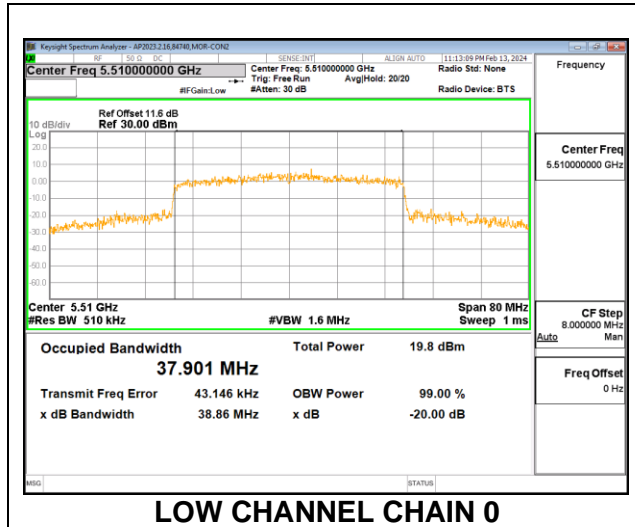 Keysight Spectrum Analyzer - AP2023.2.16,84740,MOR-CON2
RF 50 Ω DC SENSE:INT ALIGN AUTO 11:13:09 PM Feb 13, 2024
Center Freq 5.510000000 GHz Center Freq: 5.510000000 GHz Radio Std: None Frequency
Trig: Free Run Avg|Hold: 20/20
#IFGain:Low #Atten: 30 dB Radio Device: BTS
Ref Offset 11.6 dB
10 dB/div Ref 30.00 dBm
Log
20.0
10.0
0.00
-10.0
-20.0
-30.0
-40.0
-50.0
-60.0
Center Freq
5.510000000 GHz
Center 5.51 GHz Span 80 MHz
#Res BW 510 kHz #VBW 1.6 MHz Sweep 1 ms
CF Step
8.000000 MHz
Auto Man
Occupied Bandwidth Total Power 19.8 dBm
37.901 MHz
Freq Offset
0 Hz
Transmit Freq Error 43.146 kHz OBW Power 99.00 %
x dB Bandwidth 38.86 MHz x dB -20.00 dB
MSG STATUS
LOW CHANNEL CHAIN 0